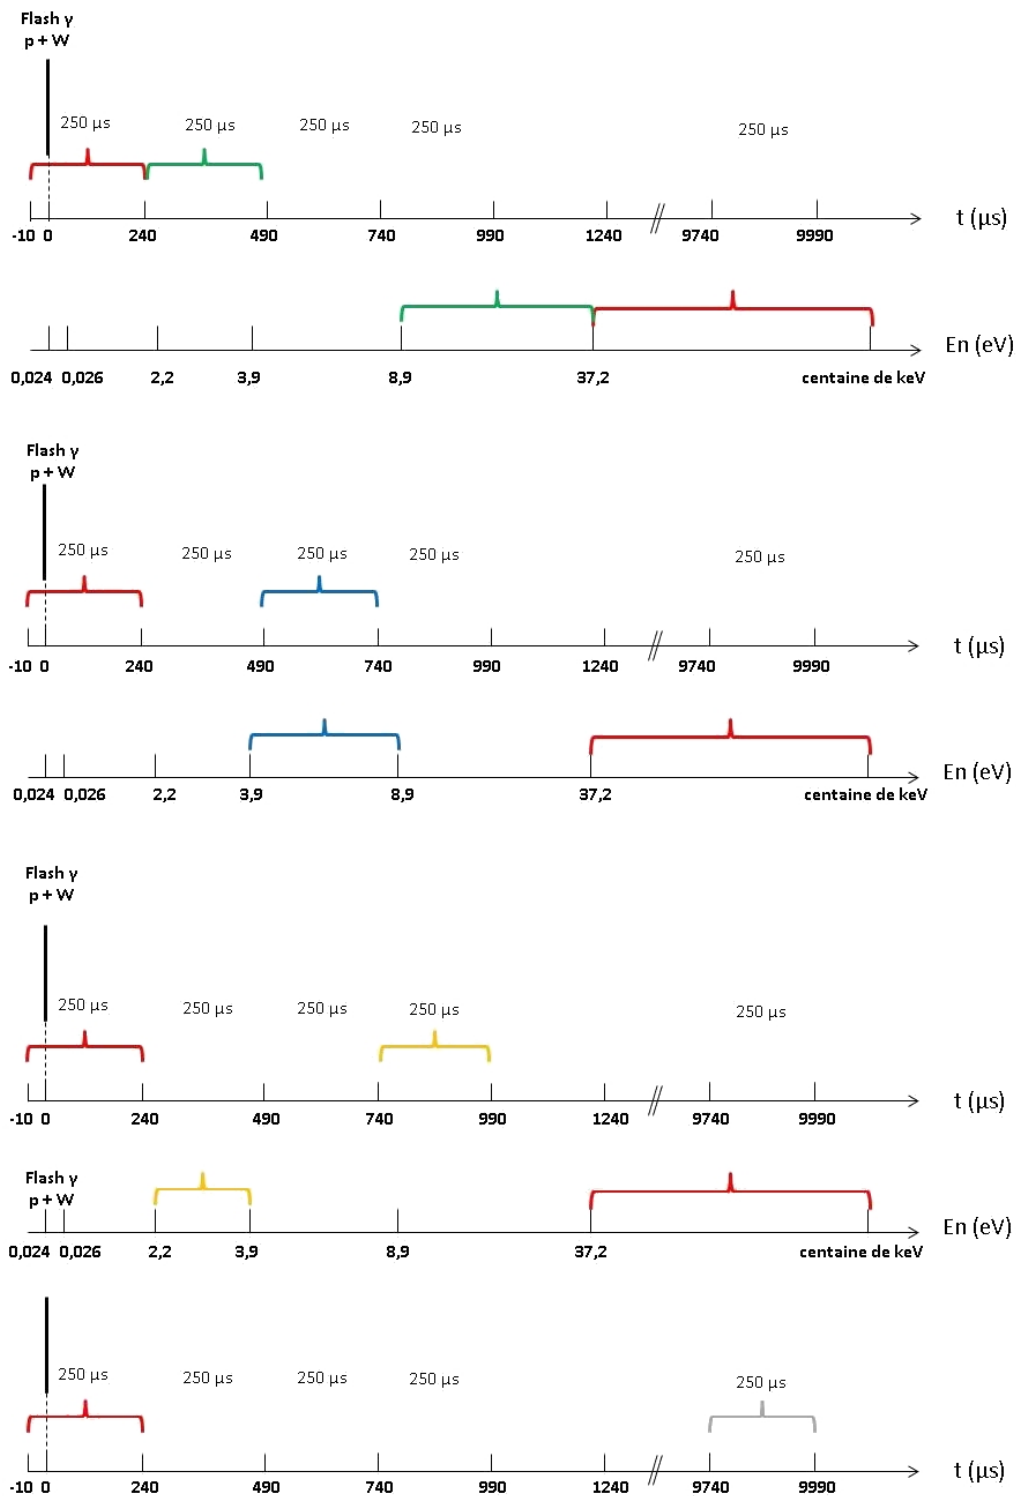 Flash γ
p + W
250 µs 250 µs 250 µs 250 µs 250 µs
t (µs)
-10 0 240 490 740 990 1240 9740 9990
En (eV)
0,024 0,026 2,2 3,9 8,9 37,2 centaine de keV
Flash γ
p + W
250 µs 250 µs 250 µs 250 µs 250 µs
t (µs)
-10 0 240 490 740 990 1240 9740 9990
En (eV)
0,024 0,026 2,2 3,9 8,9 37,2 centaine de keV
Flash γ
p + W
250 µs 250 µs 250 µs 250 µs 250 µs
t (µs)
-10 0 240 490 740 990 1240 9740 9990
Flash γ
p + W
En (eV)
0,024 0,026 2,2 3,9 8,9 37,2 centaine de keV
250 µs 250 µs 250 µs 250 µs 250 µs
t (µs)
-10 0 240 490 740 990 1240 9740 9990